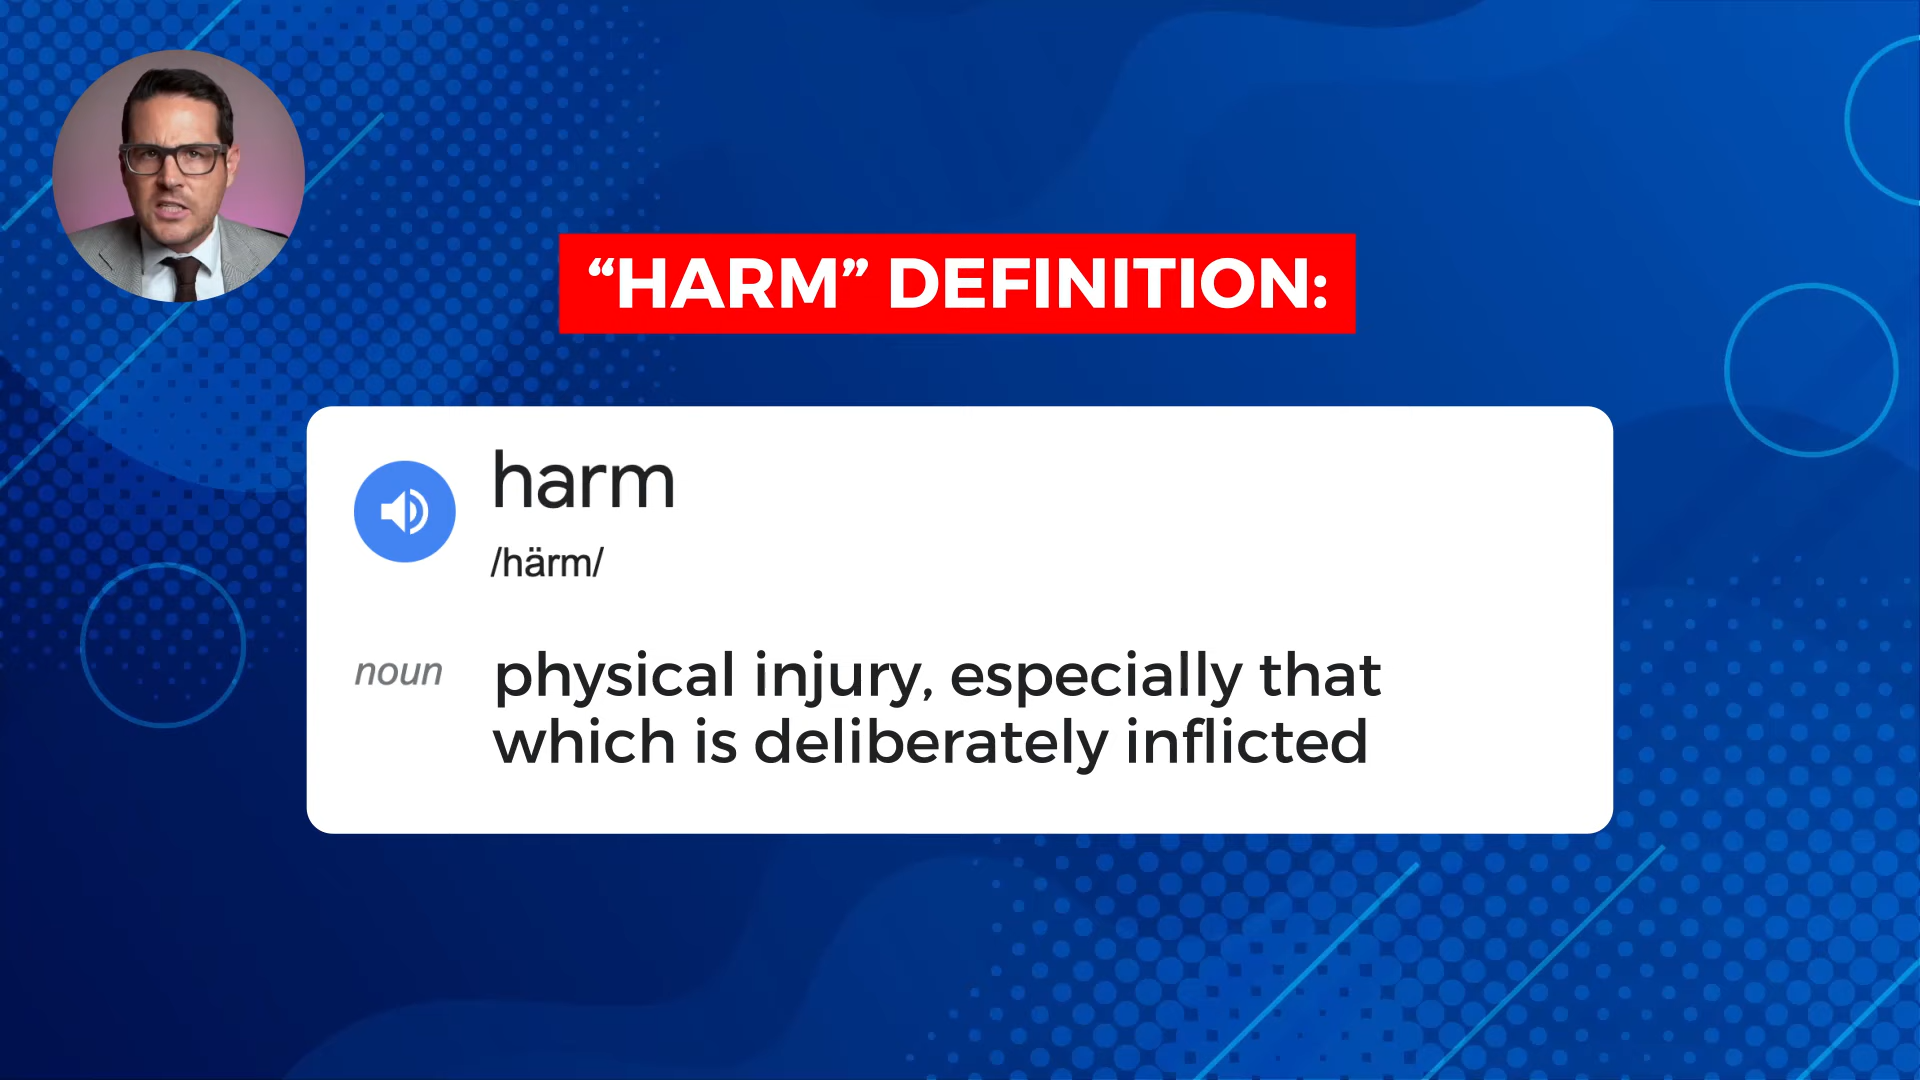 “HARM” DEFINITION:
harm
/härm/
noun
physical injury, especially that
which is deliberately inflicted